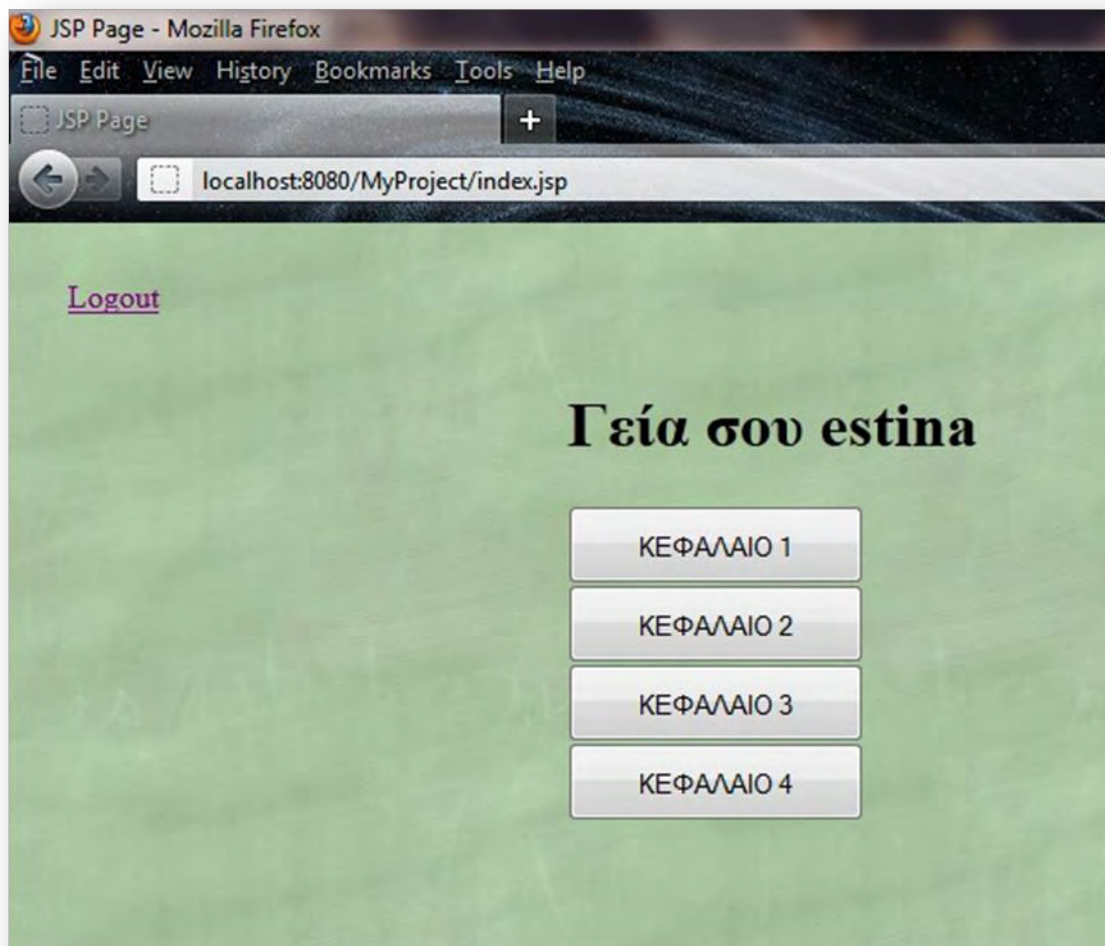 JSP Page - Mozilla Firefox
File Edit View History Bookmarks Tools Help
JSP Page
+
localhost:8080/MyProject/index.jsp
Logout
Γεία σου estina
ΚΕΦΑΛΑΙΟ 1
ΚΕΦΑΛΑΙΟ 2
ΚΕΦΑΛΑΙΟ 3
ΚΕΦΑΛΑΙΟ 4